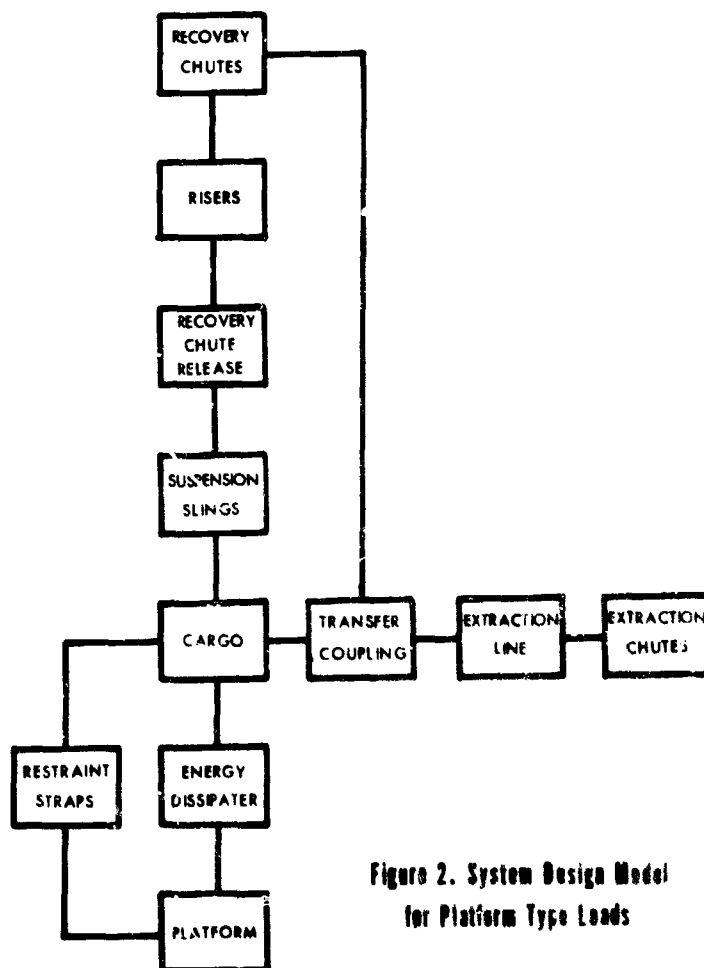 RECOVERY
CHUTES
RISERS
RECOVERY
CHUTE
RELEASE
SUSPENSION
SLINGS
CARGO
TRANSFER
COUPLING
EXTRACTION
LINE
EXTRACTION
CHUTES
RESTRAINT
STRAPS
ENERGY
DISSIPATER
PLATFORM
Figure 2. System Design Model
for Platform Type Loads